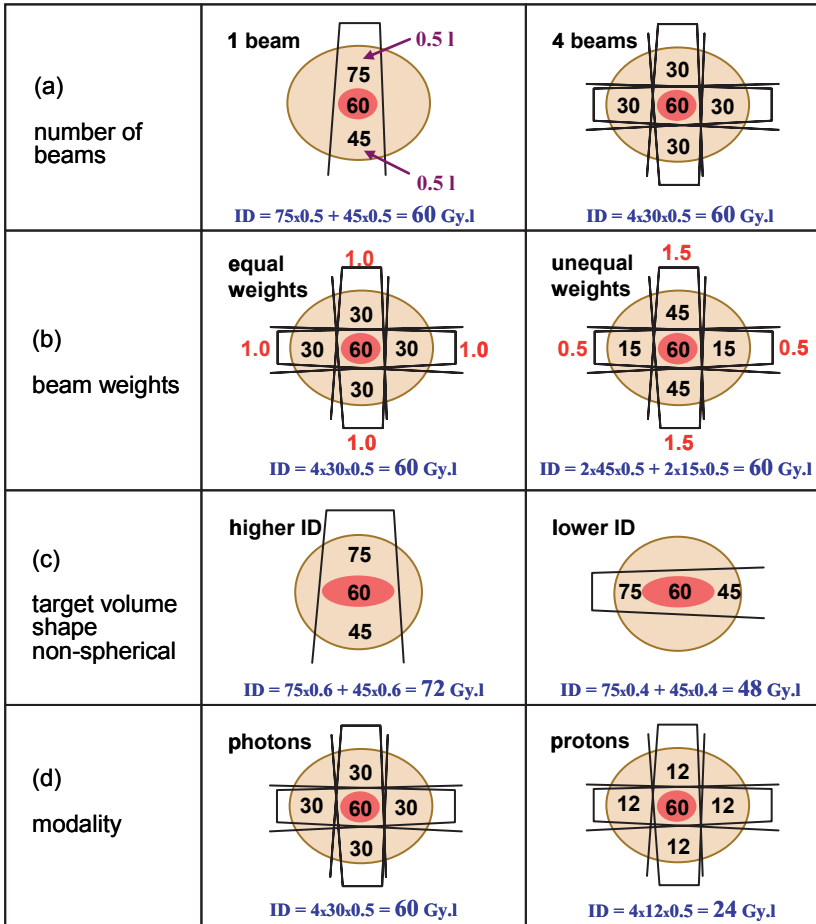 (a)
number of
beams
1 beam
0.5 l
75
60
45
0.5 l
ID = 75x0.5 + 45x0.5 = 60 Gy.l
4 beams
30
30 60 30
30
ID = 4x30x0.5 = 60 Gy.l
(b)
beam weights
equal
weights
1.0
30
1.0 30 60 30 1.0
30
1.0
ID = 4x30x0.5 = 60 Gy.l
unequal
weights
1.5
45
0.5 15 60 15 0.5
45
1.5
ID = 2x45x0.5 + 2x15x0.5 = 60 Gy.l
(c)
target volume
shape
non-spherical
higher ID
75
60
45
ID = 75x0.6 + 45x0.6 = 72 Gy.l
lower ID
75 60 45
ID = 75x0.4 + 45x0.4 = 48 Gy.l
(d)
modality
photons
30
30 60 30
30
ID = 4x30x0.5 = 60 Gy.l
protons
12
12 60 12
12
ID = 4x12x0.5 = 24 Gy.l